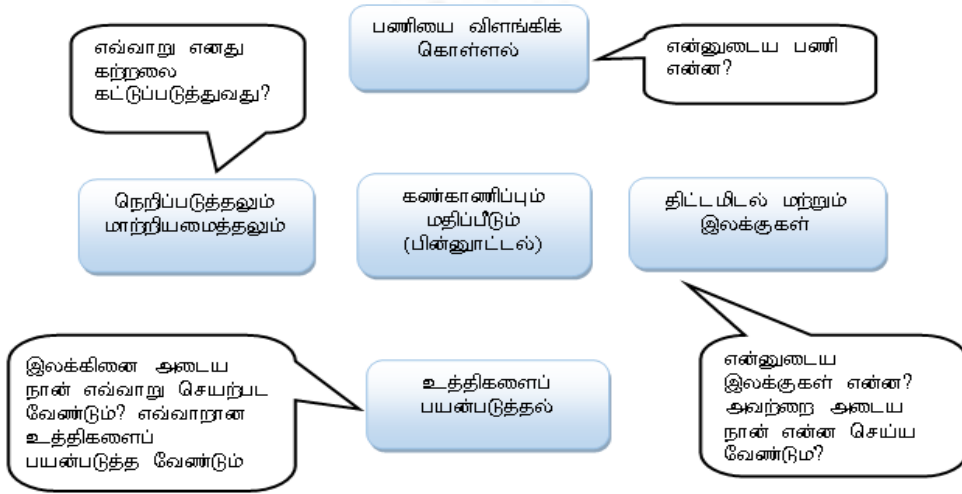 பணியை விளங்கிக்
கொள்ளல்
எவ்வாறு எனது
கற்றலை
கட்டுப்படுத்துவது?
என்னுடைய பணி
என்ன?
நெறிப்படுத்தலும்
மாற்றியமைத்தலும்
கண்காணிப்பும்
மதிப்பீடும்
(பின்னூட்டல்)
திட்டமிடல் மற்றும்
இலக்குகள்
இலக்கினை அடைய
நான் எவ்வாறு செயற்பட
வேண்டும்? எவ்வாறான
உத்திகளைப்
பயன்படுத்த வேண்டும்
உத்திகளைப்
பயன்படுத்தல்
என்னுடைய
இலக்குகள் என்ன?
அவற்றை அடைய
நான் என்ன செய்ய
வேண்டும?